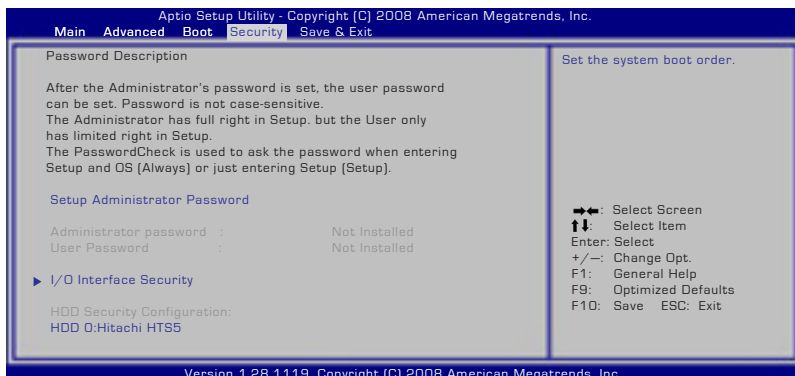 Aptio Setup Utility - Copyright (C) 2008 American Megatrends, Inc.
Main Advanced Boot Security Save & Exit
Password Description
After the Administrator's password is set, the user password
can be set. Password is not case-sensitive.
The Administrator has full right in Setup. but the User only
has limited right in Setup.
The PasswordCheck is used to ask the password when entering
Setup and OS (Always) or just entering Setup (Setup).
Setup Administrator Password
Administrator password : Not Installed
User Password : Not Installed
I/O Interface Security
HDD Security Configuration:
HDD 0:Hitachi HTS5
Set the system boot order.
→←: Select Screen
↑↓: Select Item
Enter: Select
+/—: Change Opt.
F1: General Help
F9: Optimized Defaults
F10: Save ESC: Exit
Version 1.28.1119. Copyright (C) 2008 American Megatrends, Inc.